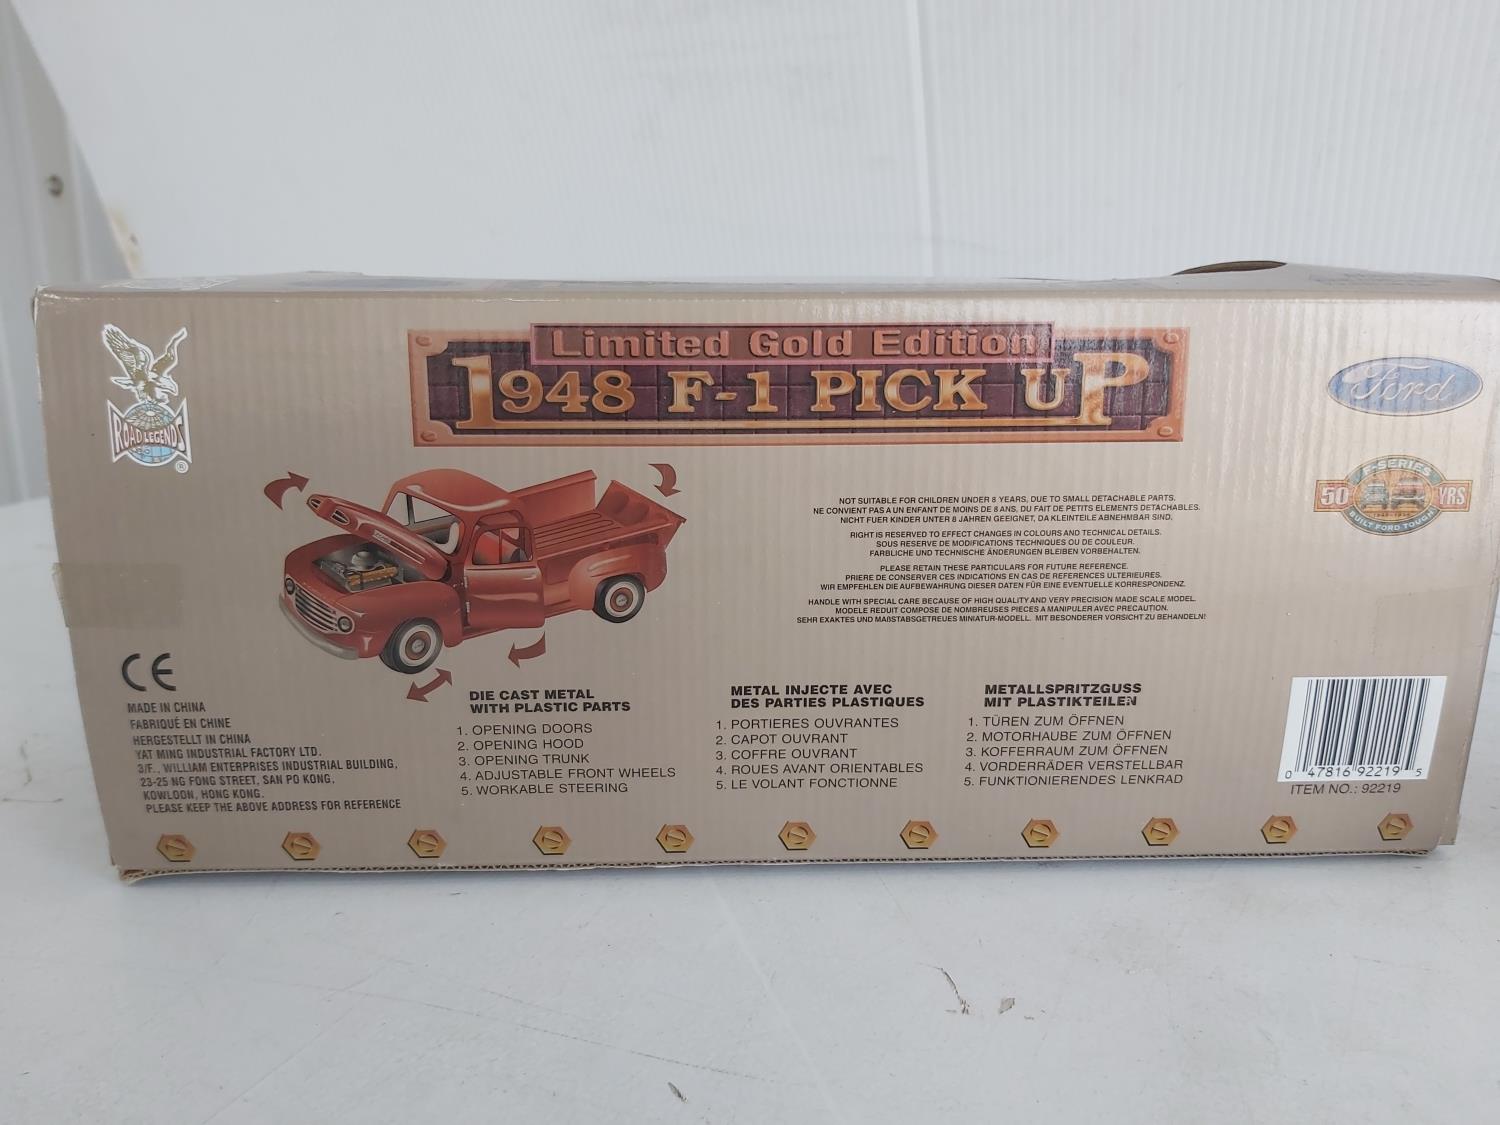 Limited Gold Edition
1948 F-1 PICK UP
ROAD LEGENDS
®
Ford
F-SERIES
50 YRS
BUILT FORD TOUGH
NOT SUITABLE FOR CHILDREN UNDER 8 YEARS, DUE TO SMALL DETACHABLE PARTS.
NE CONVIENT PAS A UN ENFANT DE MOINS DE 8 ANS, DU FAIT DE PETITS ELEMENTS DETACHABLES.
NICHT FUER KINDER UNTER 8 JAHREN GEEIGNET, DA KLEINTEILE ABNEHMBAR SIND.
RIGHT IS RESERVED TO EFFECT CHANGES IN COLOURS AND TECHNICAL DETAILS.
SOUS RESERVE DE MODIFICATIONS TECHNIQUES OU DE COULEUR.
FARBLICHE UND TECHNISCHE ÄNDERUNGEN BLEIBEN VORBEHALTEN.
PLEASE RETAIN THESE PARTICULARS FOR FUTURE REFERENCE.
PRIERE DE CONSERVER CES INDICATIONS EN CAS DE REFERENCES ULTERIEURES.
WIR EMPFEHLEN DIE AUFBEWAHRUNG DIESER DATEN FÜR EINE EVENTUELLE KORRESPONDENZ.
HANDLE WITH SPECIAL CARE BECAUSE OF HIGH QUALITY AND VERY PRECISION MADE SCALE MODEL.
MODELE REDUIT COMPOSE DE NOMBREUSES PIECES A MANIPULER AVEC PRECAUTION.
SEHR EXAKTES UND MAßSTABSGETREUES MINIATUR-MODELL. MIT BESONDERER VORSICHT ZU BEHANDELN!
CE
MADE IN CHINA
FABRIQUÉ EN CHINE
HERGESTELLT IN CHINA
YAT MING INDUSTRIAL FACTORY LTD.
3/F., WILLIAM ENTERPRISES INDUSTRIAL BUILDING,
23-25 NG FONG STREET, SAN PO KONG,
KOWLOON, HONG KONG.
PLEASE KEEP THE ABOVE ADDRESS FOR REFERENCE
DIE CAST METAL
WITH PLASTIC PARTS
1. OPENING DOORS
2. OPENING HOOD
3. OPENING TRUNK
4. ADJUSTABLE FRONT WHEELS
5. WORKABLE STEERING
METAL INJECTE AVEC
DES PARTIES PLASTIQUES
1. PORTIERES OUVRANTES
2. CAPOT OUVRANT
3. COFFRE OUVRANT
4. ROUES AVANT ORIENTABLES
5. LE VOLANT FONCTIONNE
METALLSPRITZGUSS
MIT PLASTIKTEILEN
1. TÜREN ZUM ÖFFNEN
2. MOTORHAUBE ZUM ÖFFNEN
3. KOFFERRAUM ZUM ÖFFNEN
4. VORDERRÄDER VERSTELLBAR
5. FUNKTIONIERENDES LENKRAD
0 47816 92219 5
ITEM NO.: 92219